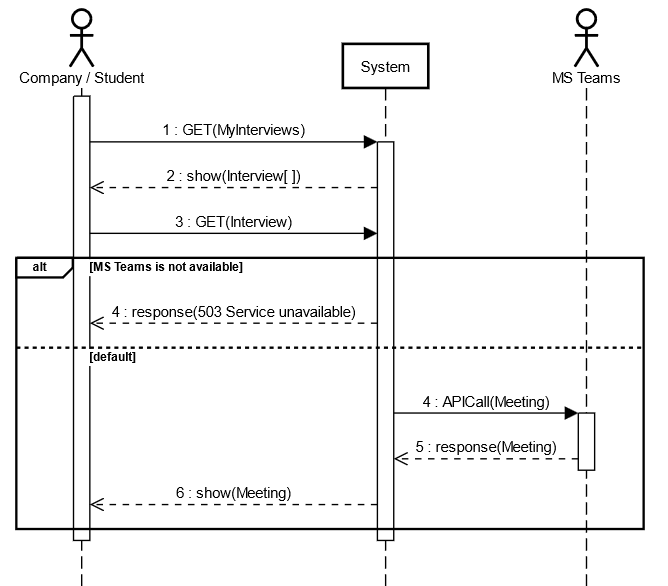 Company / Student
System
MS Teams
1 : GET(MyInterviews)
2 : show(Interview[ ])
3 : GET(Interview)
alt
[MS Teams is not available]
4 : response(503 Service unavailable)
[default]
4 : APICall(Meeting)
5 : response(Meeting)
6 : show(Meeting)